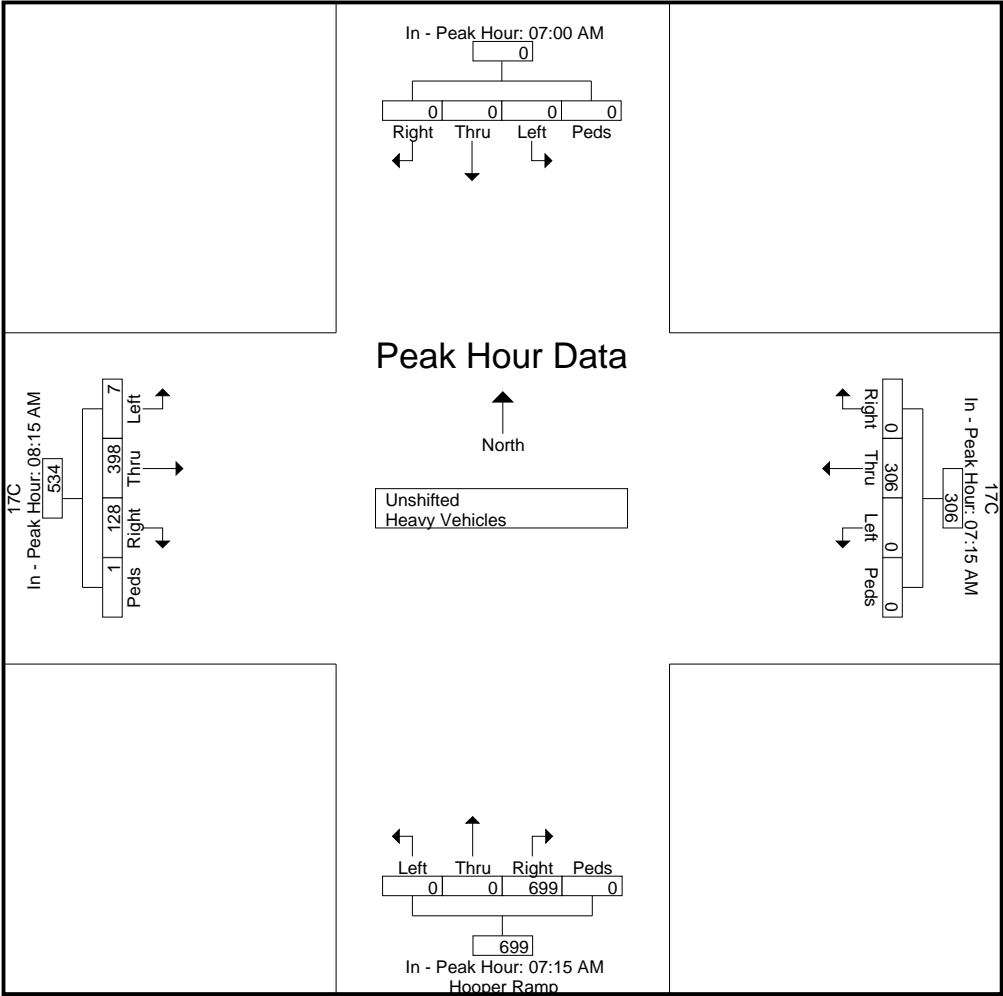 In - Peak Hour: 07:00 AM
0
0 0 0 0
Right Thru Left Peds
Peak Hour Data
North
Unshifted
Heavy Vehicles
17C
In - Peak Hour: 08:15 AM
534
7 398 128 1
Left Thru Right Peds
17C
In - Peak Hour: 07:15 AM
306
0 306 0 0
Right Thru Left Peds
Left Thru Right Peds
0 0 699 0
699
In - Peak Hour: 07:15 AM
Hooper Ramp